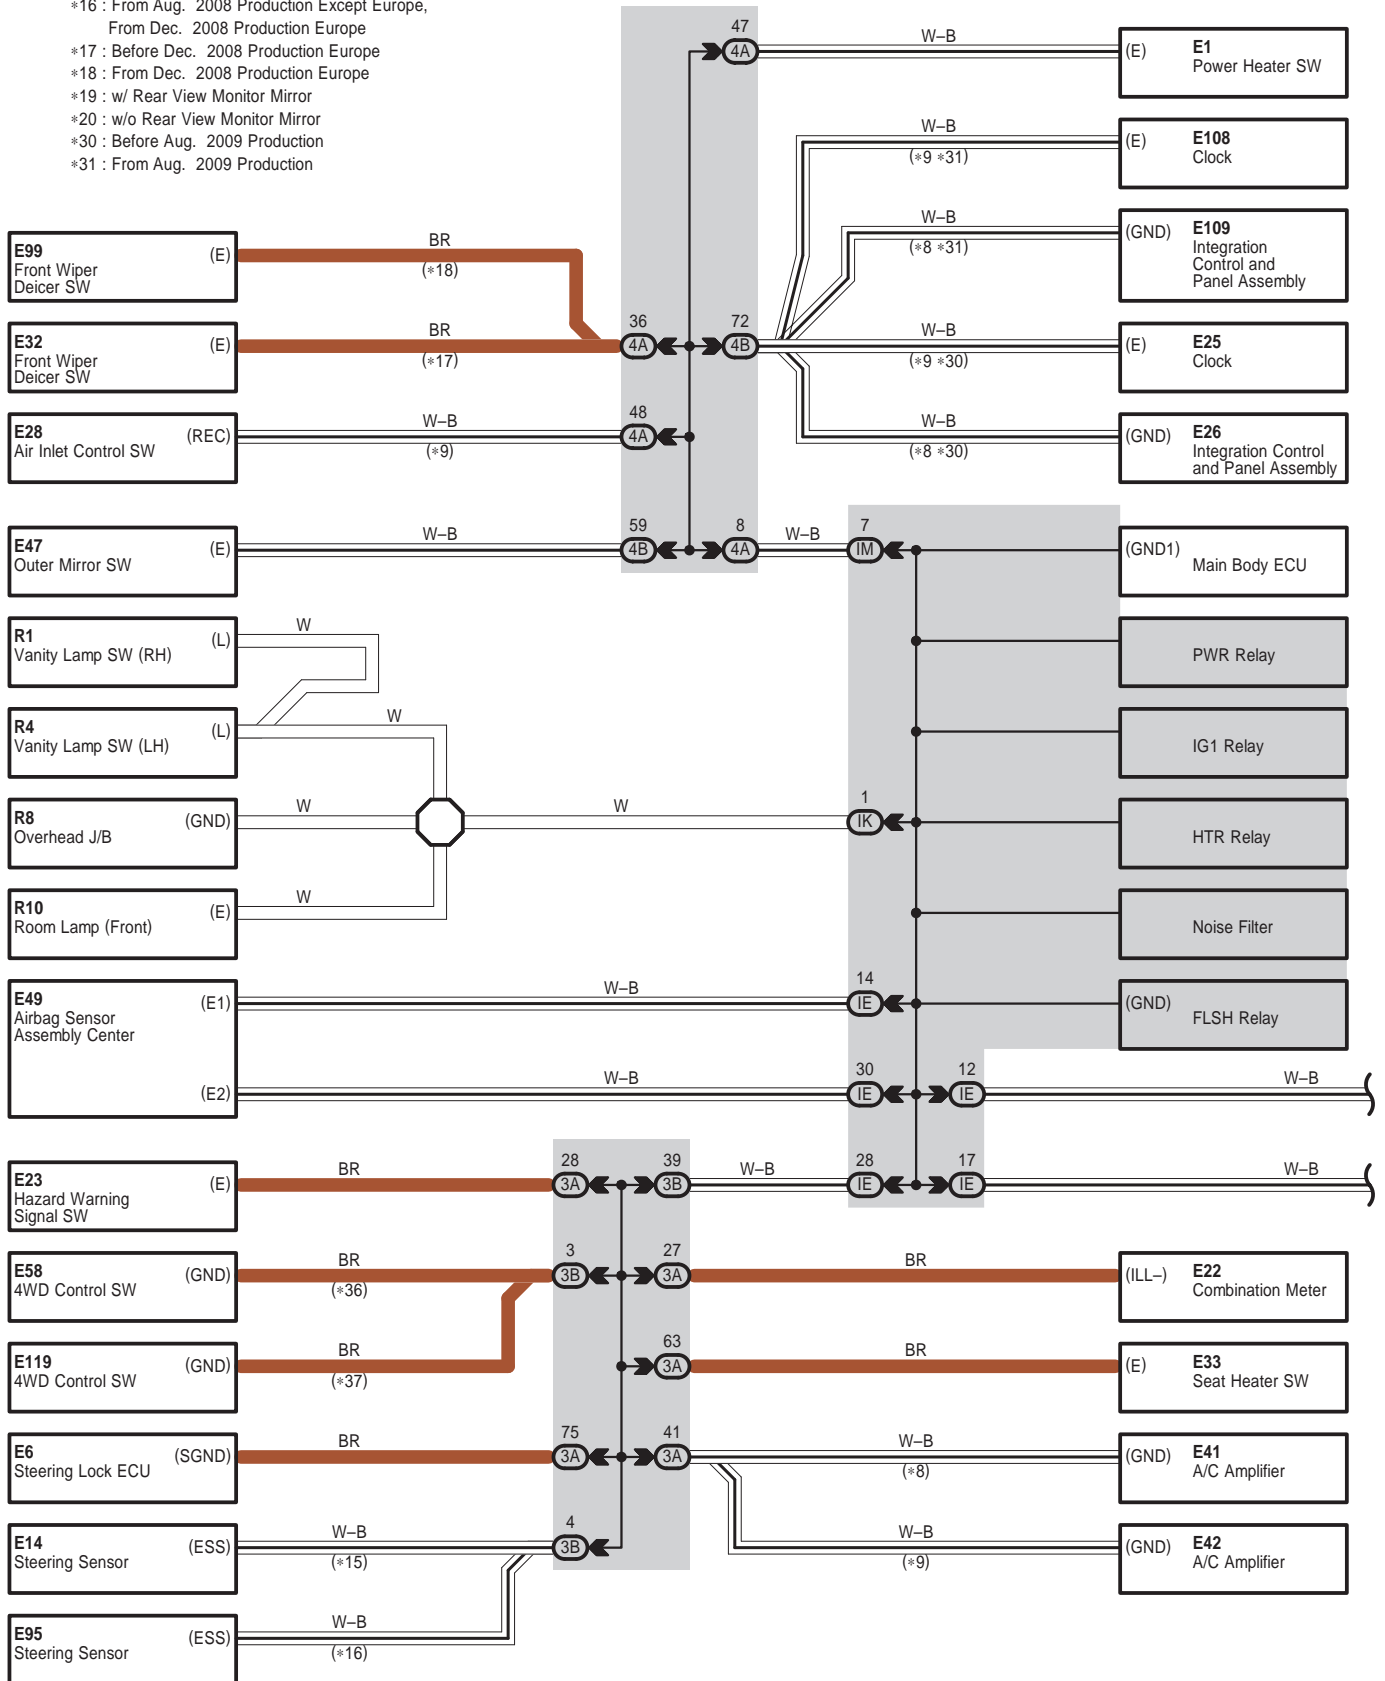 *16 : From Aug. 2008 Production Except Europe,
From Dec. 2008 Production Europe
*17 : Before Dec. 2008 Production Europe
*18 : From Dec. 2008 Production Europe
*19 : w/ Rear View Monitor Mirror
*20 : w/o Rear View Monitor Mirror
*30 : Before Aug. 2009 Production
*31 : From Aug. 2009 Production
47
4A
W–B
(E)
E1
Power Heater SW
W–B
(*9 *31)
(E)
E108
Clock
W–B
(*8 *31)
(GND)
E109
Integration
Control and
Panel Assembly
E99
Front Wiper
Deicer SW
(E)
BR
(*18)
E32
Front Wiper
Deicer SW
(E)
BR
(*17)
36
4A
72
4B
W–B
(*9 *30)
(E)
E25
Clock
E28
Air Inlet Control SW
(REC)
W–B
(*9)
48
4A
W–B
(*8 *30)
(GND)
E26
Integration Control
and Panel Assembly
E47
Outer Mirror SW
(E)
W–B
59
4B
8
4A
W–B
7
IM
(GND1)
Main Body ECU
R1
Vanity Lamp SW (RH)
(L)
W
PWR Relay
R4
Vanity Lamp SW (LH)
(L)
W
IG1 Relay
R8
Overhead J/B
(GND)
W
W
1
IK
HTR Relay
R10
Room Lamp (Front)
(E)
W
Noise Filter
E49
Airbag Sensor
Assembly Center
(E1)
W–B
14
IE
(GND)
FLSH Relay
(E2)
W–B
30
IE
12
IE
W–B
E23
Hazard Warning
Signal SW
(E)
BR
28
3A
39
3B
W–B
28
IE
17
IE
W–B
E58
4WD Control SW
(GND)
BR
(*36)
3
3B
27
3A
BR
(ILL–)
E22
Combination Meter
E119
4WD Control SW
(GND)
BR
(*37)
63
3A
BR
(E)
E33
Seat Heater SW
E6
Steering Lock ECU
(SGND)
BR
75
3A
41
3A
W–B
(*8)
(GND)
E41
A/C Amplifier
E14
Steering Sensor
(ESS)
W–B
(*15)
4
3B
W–B
(*9)
(GND)
E42
A/C Amplifier
E95
Steering Sensor
(ESS)
W–B
(*16)